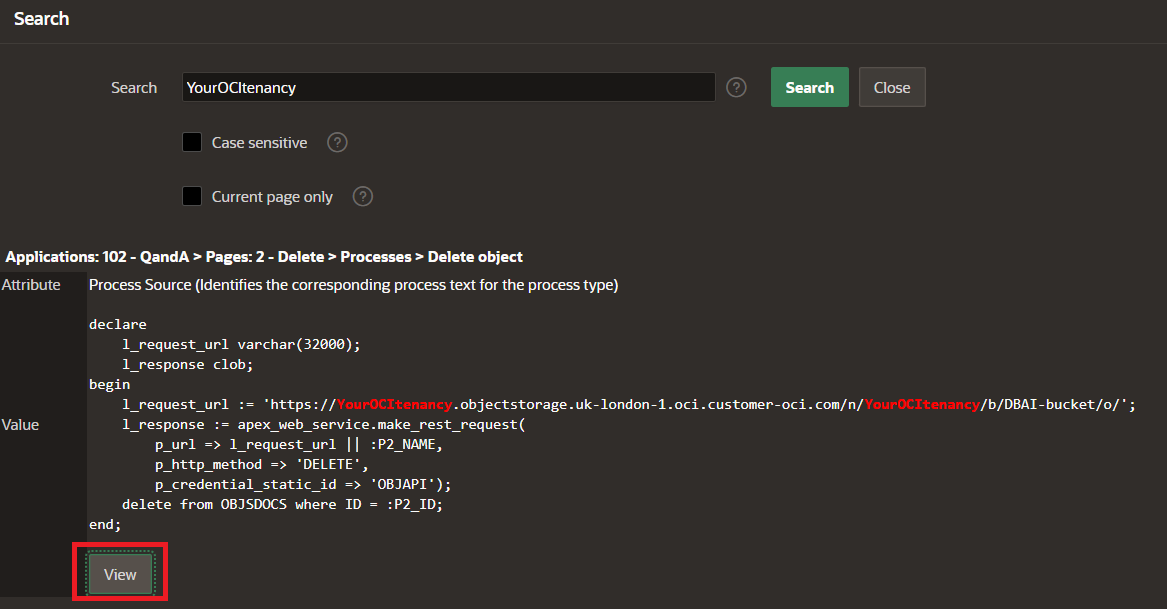 Search
Search YourOCItenancy ? Search Close
Case sensitive ?
Current page only ?
Applications: 102 - QandA > Pages: 2 - Delete > Processes > Delete object
Attribute Process Source (Identifies the corresponding process text for the process type)
declare
    l_request_url varchar(32000);
    l_response clob;
begin
    l_request_url := 'https://YourOCItenancy.objectstorage.uk-london-1.oci.customer-oci.com/n/YourOCItenancy/b/DBAI-bucket/o/';
Value     l_response := apex_web_service.make_rest_request(
        p_url => l_request_url || :P2_NAME,
        p_http_method => 'DELETE',
        p_credential_static_id => 'OBJAPI');
    delete from OBJSDOCS where ID = :P2_ID;
end;
View